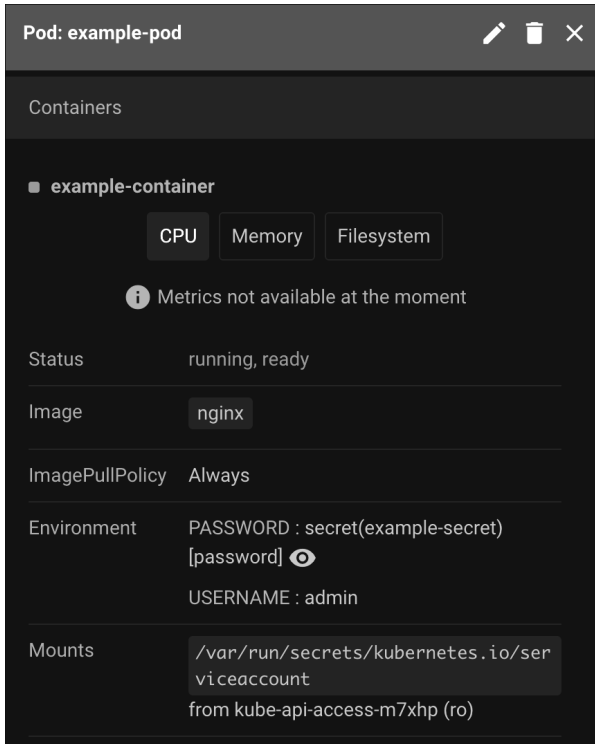 Pod: example-pod
Containers
example-container
CPU Memory Filesystem
Metrics not available at the moment
Status running, ready
Image nginx
ImagePullPolicy Always
Environment PASSWORD : secret(example-secret)
[password]
USERNAME : admin
Mounts /var/run/secrets/kubernetes.io/ser
viceaccount
from kube-api-access-m7xhp (ro)